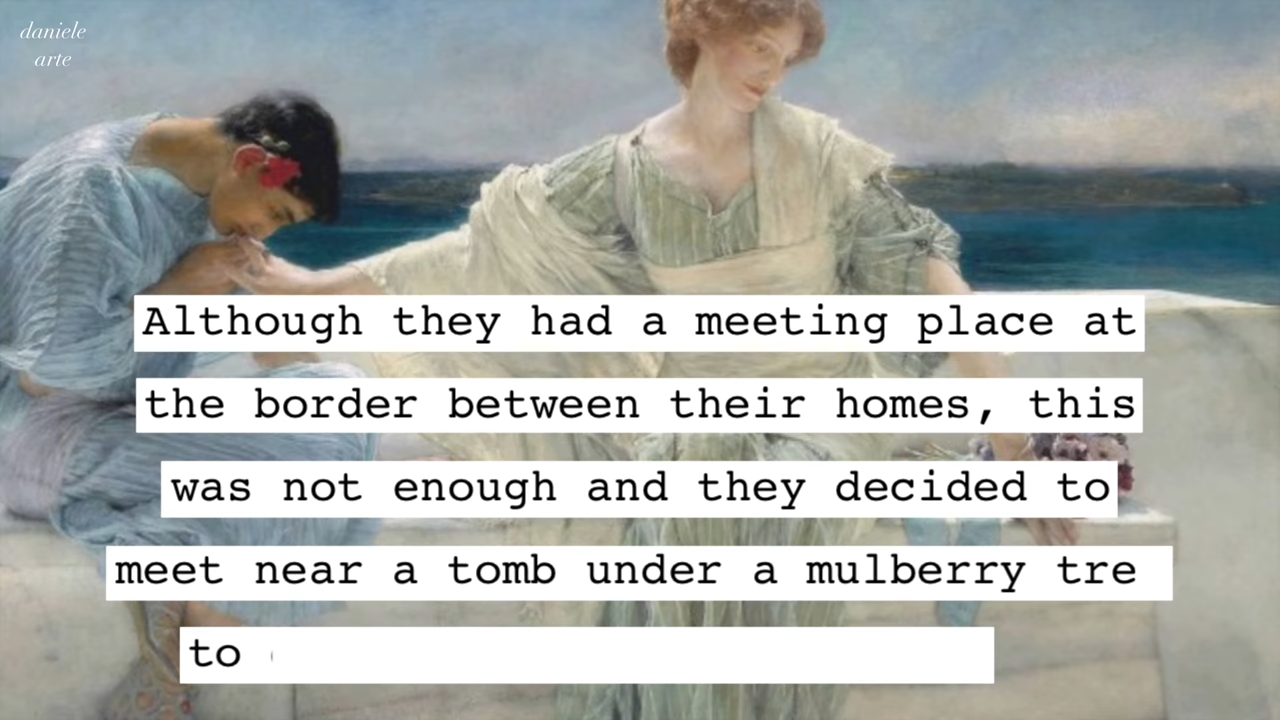 daniele
arte
Although they had a meeting place at
the border between their homes, this
was not enough and they decided to
meet near a tomb under a mulberry tre
to